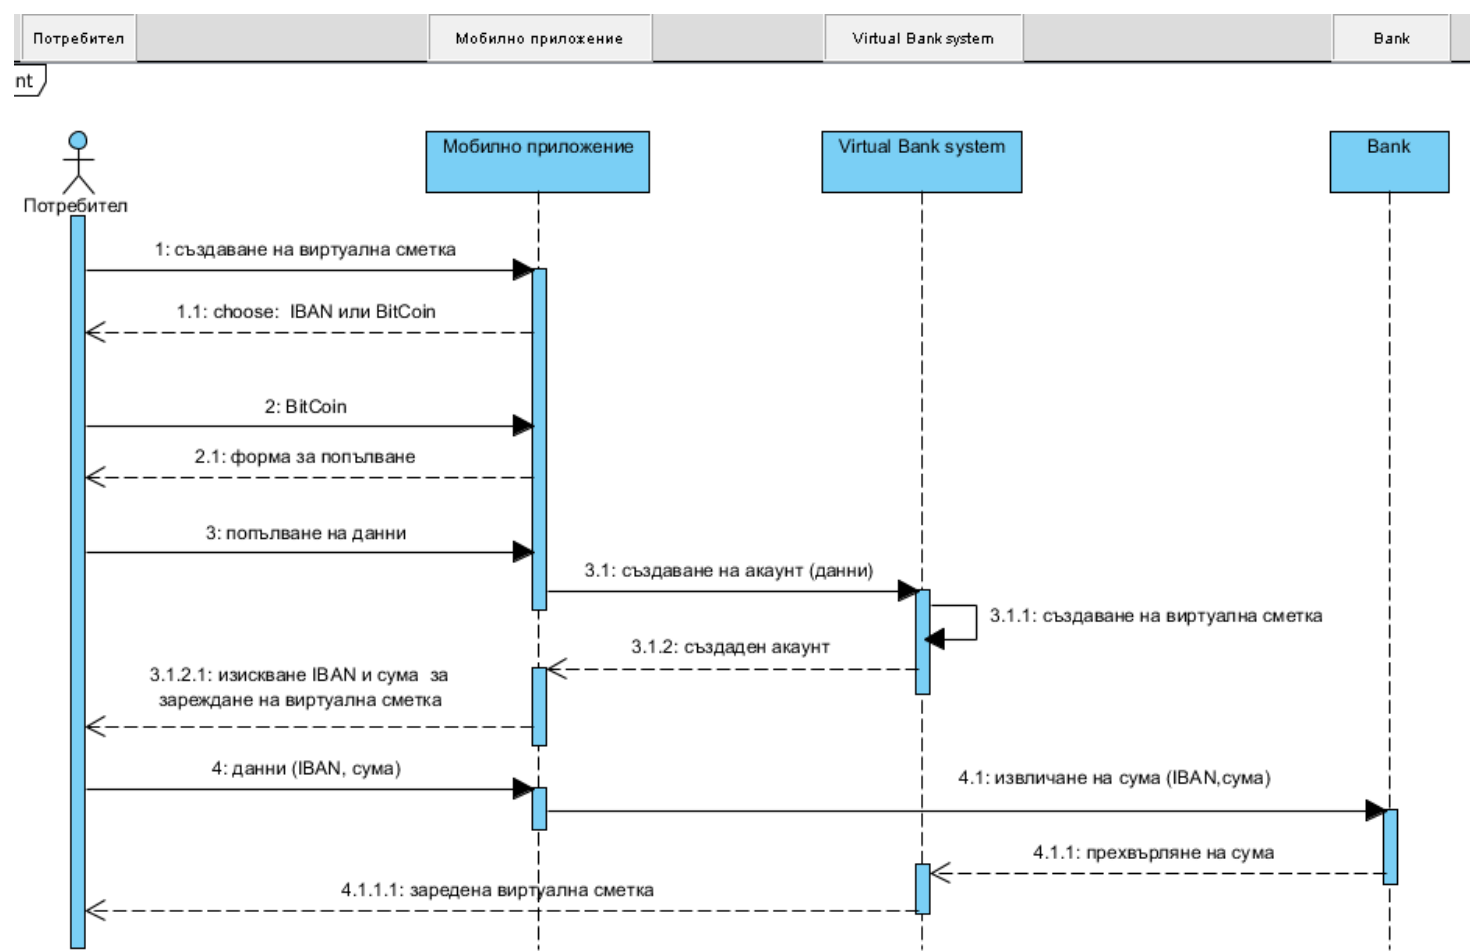 Потребител
Мобилно приложение
Virtual Bank system
Bank
nt
Мобилно приложение
Virtual Bank system
Bank
Потребител
1: създаване на виртуална сметка
1.1: choose: IBAN или BitCoin
2: BitCoin
2.1: форма за попълване
3: попълване на данни
3.1: създаване на акаунт (данни)
3.1.1: създаване на виртуална сметка
3.1.2: създаден акаунт
3.1.2.1: изискване IBAN и сума за
зареждане на виртуална сметка
4: данни (IBAN, сума)
4.1: извличане на сума (IBAN,сума)
4.1.1: прехвърляне на сума
4.1.1.1: заредена виртуална сметка